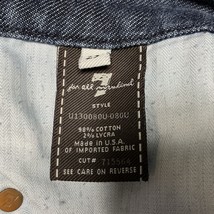 7
for all mankind
STYLE
U130080U-080U
98% COTTON
2% LYCRA
Made in U.S.A.
OF IMPORTED FABRIC
CUT# 715564
SEE CARE ON REVERSE